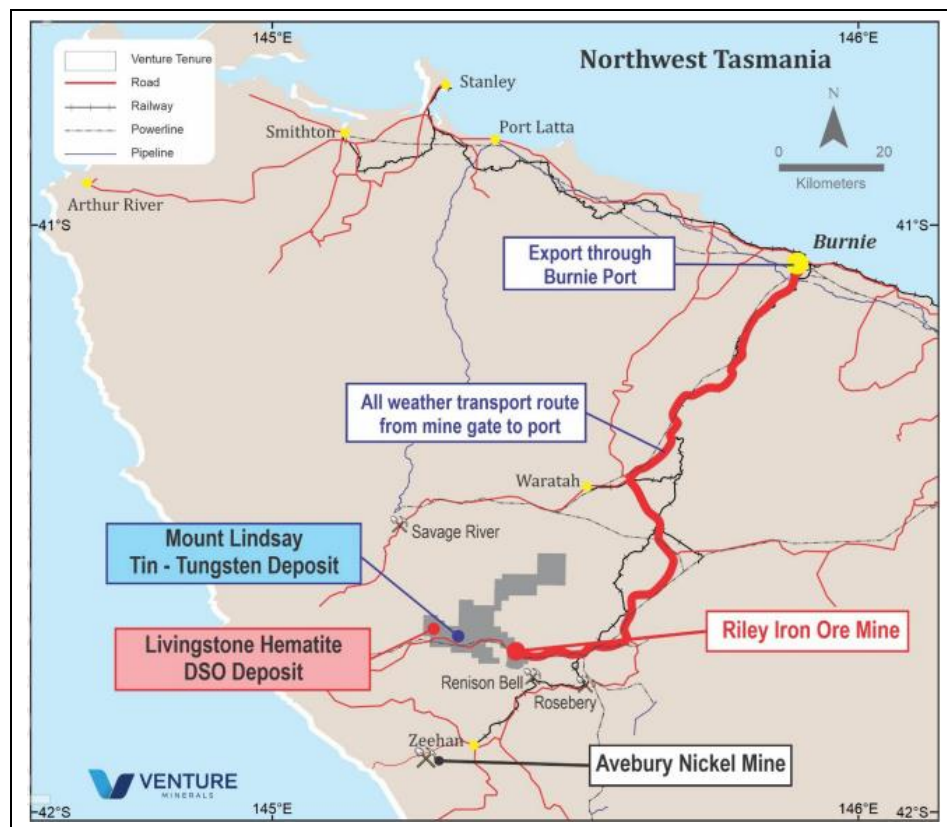 145°E
146°E
Venture Tenure
Road
Railway
Powerline
Pipeline
Northwest Tasmania
N
0 20
Kilometers
Stanley
Smithton
Port Latta
Arthur River
41°S
41°S
Burnie
Export through
Burnie Port
All weather transport route
from mine gate to port
Waratah
Savage River
Mount Lindsay
Tin - Tungsten Deposit
Livingstone Hematite
DSO Deposit
Riley Iron Ore Mine
Renison Bell
Rosebery
Zeehan
Avebury Nickel Mine
VENTURE
MINERALS
42°S
145°E
146°E
42°S